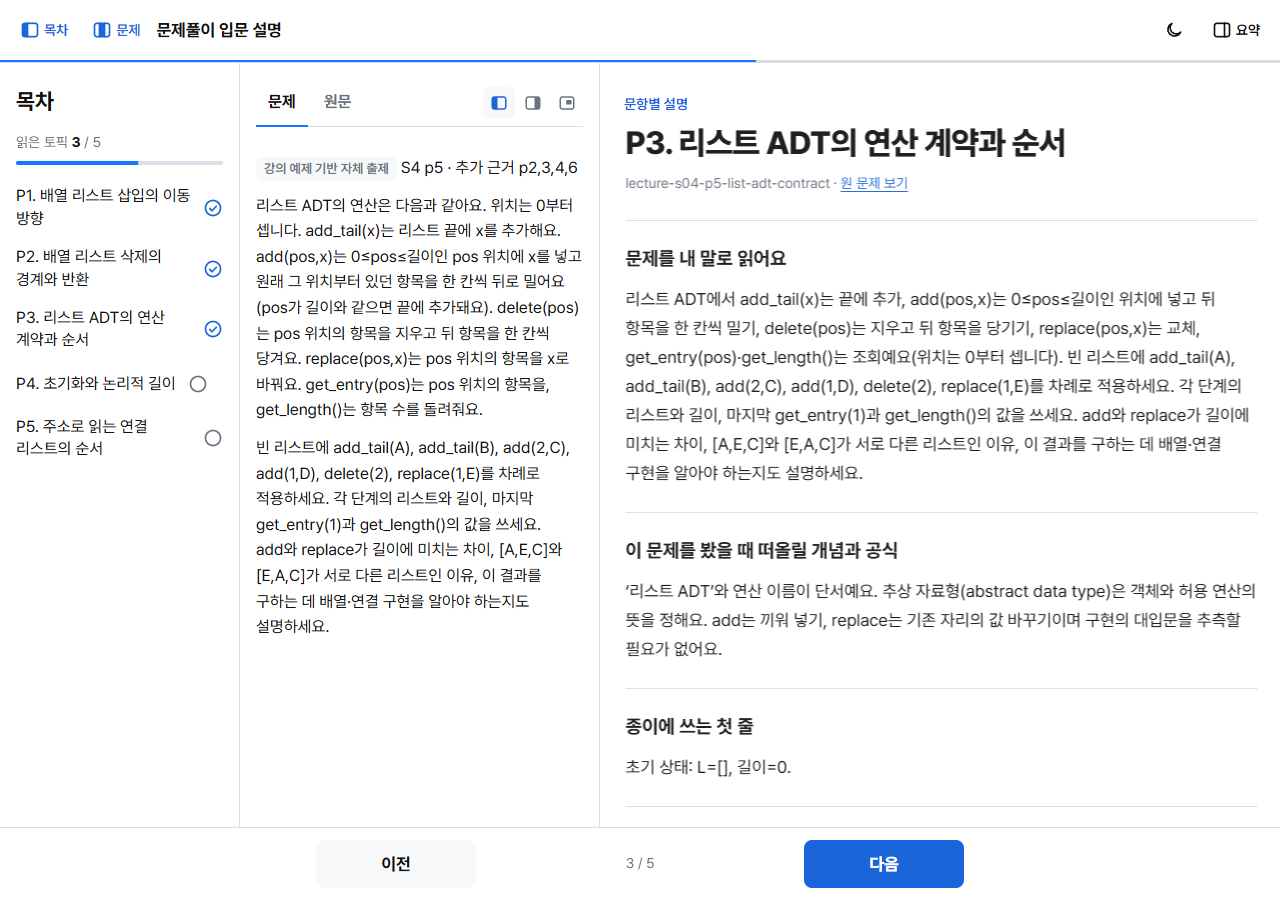 목차
문제
문제풀이 입문 설명
요약
목차
읽은 토픽 3 / 5
P1. 배열 리스트 삽입의 이동
방향
P2. 배열 리스트 삭제의
경계와 반환
P3. 리스트 ADT의 연산
계약과 순서
P4. 초기화와 논리적 길이
P5. 주소로 읽는 연결
리스트의 순서
문제
원문
강의 예제 기반 자체 출제 S4 p5 · 추가 근거 p2,3,4,6
리스트 ADT의 연산은 다음과 같아요. 위치는 0부터
셉니다. add_tail(x)는 리스트 끝에 x를 추가해요.
add(pos,x)는 0≤pos≤길이인 pos 위치에 x를 넣고
원래 그 위치부터 있던 항목을 한 칸씩 뒤로 밀어요
(pos가 길이와 같으면 끝에 추가돼요). delete(pos)
는 pos 위치의 항목을 지우고 뒤 항목을 한 칸씩
당겨요. replace(pos,x)는 pos 위치의 항목을 x로
바꿔요. get_entry(pos)는 pos 위치의 항목을,
get_length()는 항목 수를 돌려줘요.
빈 리스트에 add_tail(A), add_tail(B), add(2,C),
add(1,D), delete(2), replace(1,E)를 차례로
적용하세요. 각 단계의 리스트와 길이, 마지막
get_entry(1)과 get_length()의 값을 쓰세요.
add와 replace가 길이에 미치는 차이, [A,E,C]와
[E,A,C]가 서로 다른 리스트인 이유, 이 결과를
구하는 데 배열·연결 구현을 알아야 하는지도
설명하세요.
문항별 설명
P3. 리스트 ADT의 연산 계약과 순서
lecture-s04-p5-list-adt-contract · 원 문제 보기
문제를 내 말로 읽어요
리스트 ADT에서 add_tail(x)는 끝에 추가, add(pos,x)는 0≤pos≤길이인 위치에 넣고 뒤
항목을 한 칸씩 밀기, delete(pos)는 지우고 뒤 항목을 당기기, replace(pos,x)는 교체,
get_entry(pos)·get_length()는 조회예요(위치는 0부터 셉니다). 빈 리스트에 add_tail(A),
add_tail(B), add(2,C), add(1,D), delete(2), replace(1,E)를 차례로 적용하세요. 각 단계의
리스트와 길이, 마지막 get_entry(1)과 get_length()의 값을 쓰세요. add와 replace가 길이에
미치는 차이, [A,E,C]와 [E,A,C]가 서로 다른 리스트인 이유, 이 결과를 구하는 데 배열·연결
구현을 알아야 하는지도 설명하세요.
이 문제를 봤을 때 떠올릴 개념과 공식
‘리스트 ADT’와 연산 이름이 단서예요. 추상 자료형(abstract data type)은 객체와 허용 연산의
뜻을 정해요. add는 끼워 넣기, replace는 기존 자리의 값 바꾸기이며 구현의 대입문을 추측할
필요가 없어요.
종이에 쓰는 첫 줄
초기 상태: L=[], 길이=0.
이전
3 / 5
다음